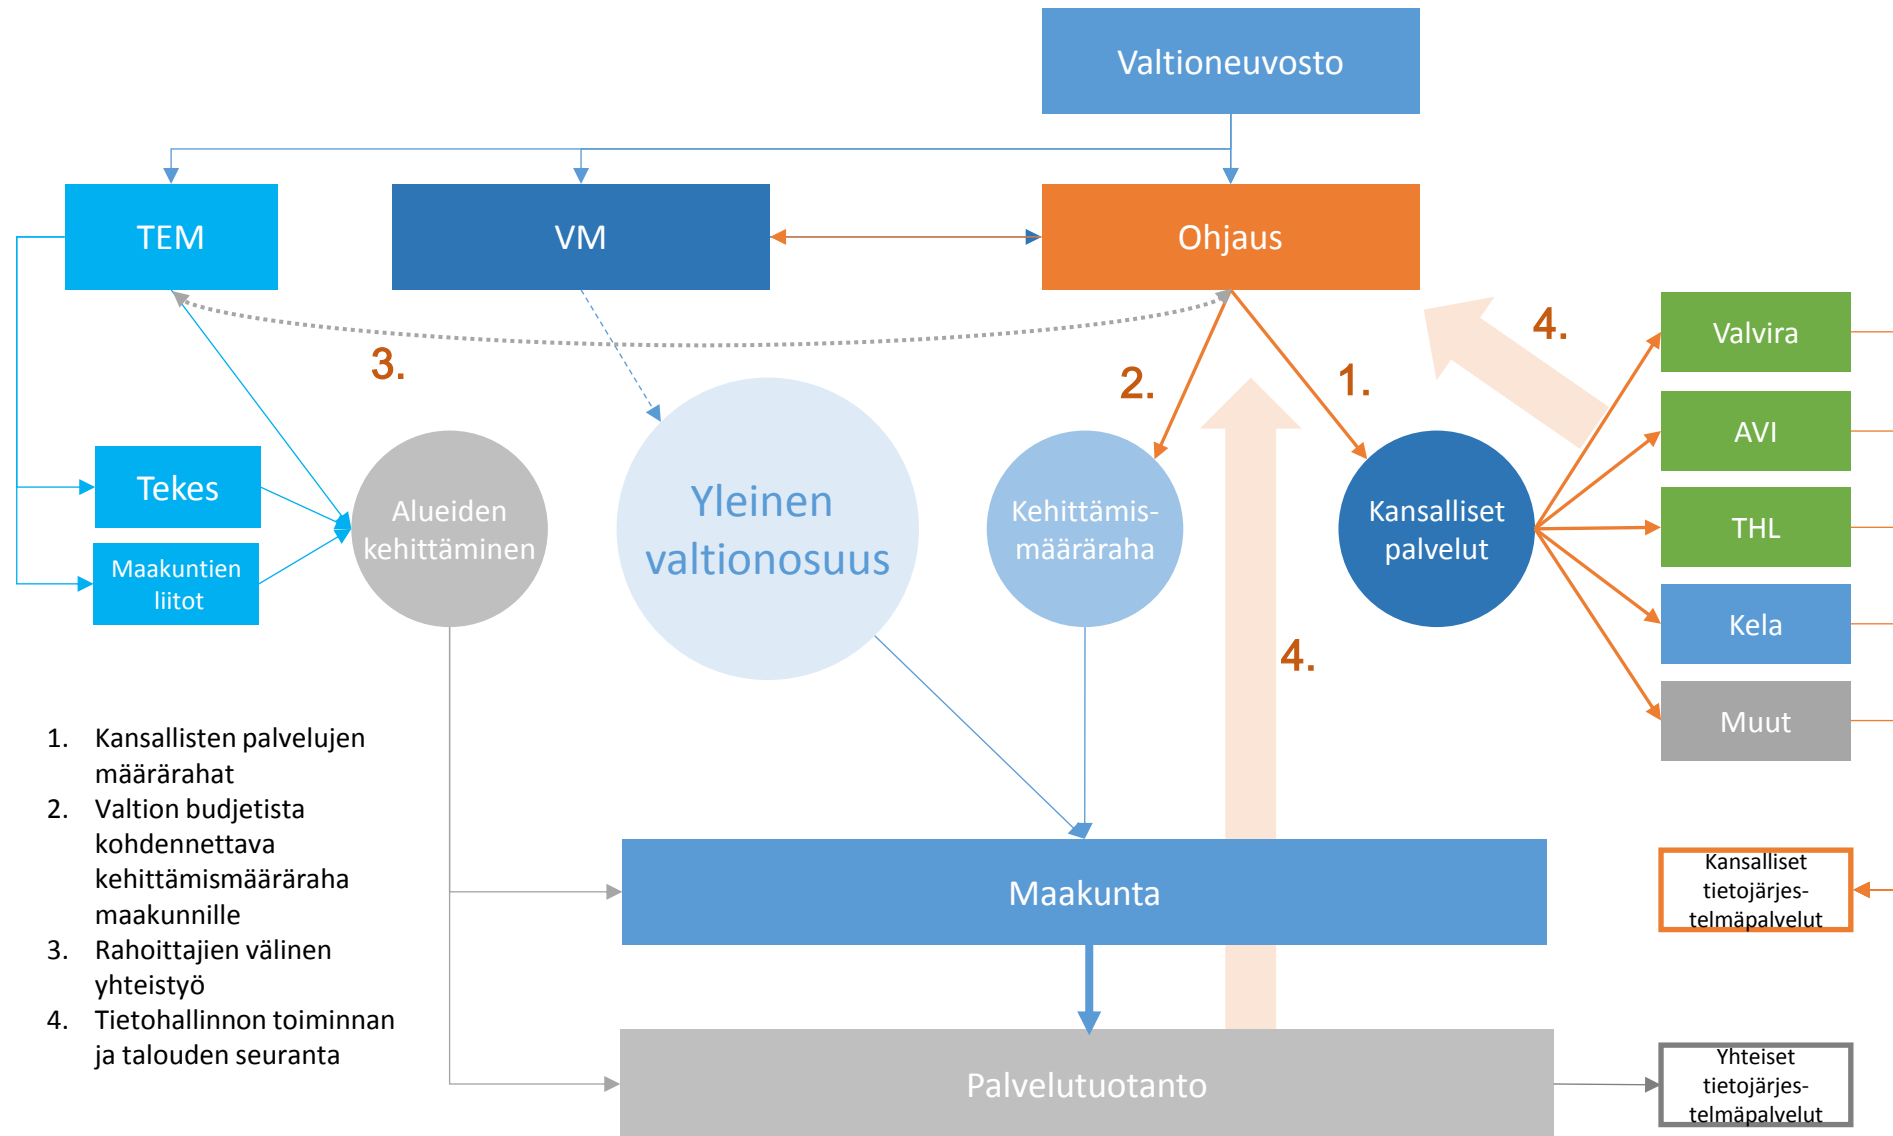 Valtioneuvosto
TEM
VM
Ohjaus
3.
2.
1.
4.
Valvira
AVI
THL
Kela
Muut
Tekes
Maakuntien
liitot
Alueiden
kehittäminen
Yleinen
valtionosuus
Kehittämis-
määräraha
Kansalliset
palvelut
4.
1. Kansallisten palvelujen
määrärahat
2. Valtion budjetista
kohdennettava
kehittämismääräraha
maakunnille
3. Rahoittajien välinen
yhteistyö
4. Tietohallinnon toiminnan
ja talouden seuranta
Maakunta
Kansalliset
tietojärjes-
telmäpalvelut
Palvelutuotanto
Yhteiset
tietojärjes-
telmäpalvelut